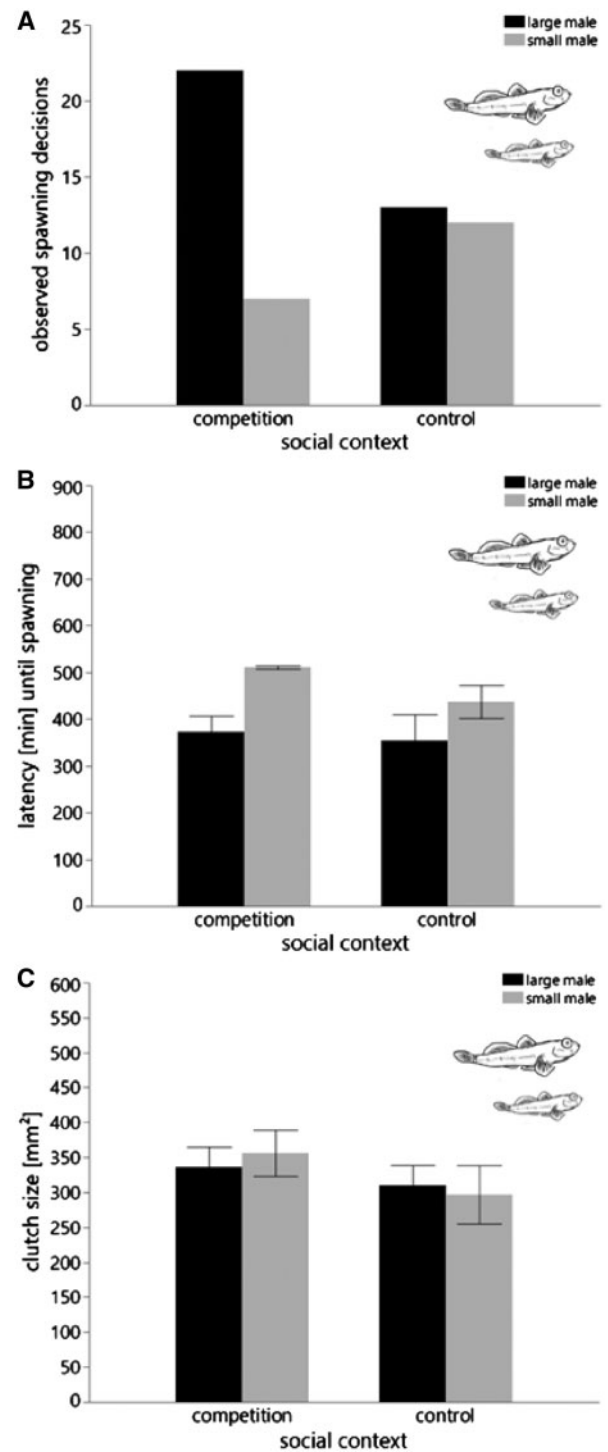 A
large male
small male
observed spawning decisions
25
20
15
10
5
0
competition
control
social context
B
large male
small male
latency [min] until spawning
900
800
700
600
500
400
300
200
100
0
competition
control
social context
C
large male
small male
clutch size [mm²]
600
550
500
450
400
350
300
250
200
150
100
50
0
competition
control
social context